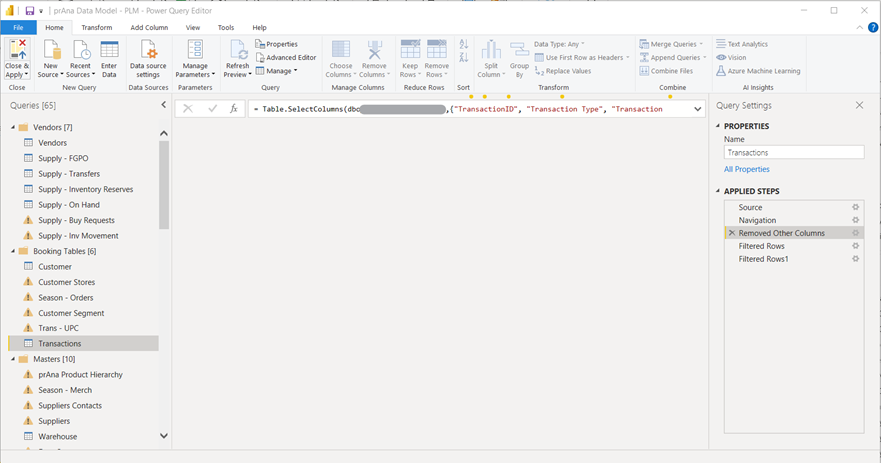 prAna Data Model - PLM - Power Query Editor
File Home Transform Add Column View Tools Help
Close & Apply
New Source
Recent Sources
Enter Data
Data source settings
Manage Parameters
Refresh Preview
Properties
Advanced Editor
Manage
Choose Columns
Remove Columns
Keep Rows
Remove Rows
Split Column
Group By
Data Type: Any
Use First Row as Headers
Replace Values
Merge Queries
Append Queries
Combine Files
Text Analytics
Vision
Azure Machine Learning
Close New Query Data Sources Parameters Query Manage Columns Reduce Rows Sort Transform Combine AI Insights
Queries [65]
fx = Table.SelectColumns(dbo ,{"TransactionID", "Transaction Type", "Transaction
Vendors [7]
Vendors
Supply - FGPO
Supply - Transfers
Supply - Inventory Reserves
Supply - On Hand
Supply - Buy Requests
Supply - Inv Movement
Booking Tables [6]
Customer
Customer Stores
Season - Orders
Customer Segment
Trans - UPC
Transactions
Masters [10]
prAna Product Hierarchy
Season - Merch
Suppliers Contacts
Suppliers
Warehouse
Query Settings
PROPERTIES
Name
Transactions
All Properties
APPLIED STEPS
Source
Navigation
Removed Other Columns
Filtered Rows
Filtered Rows1